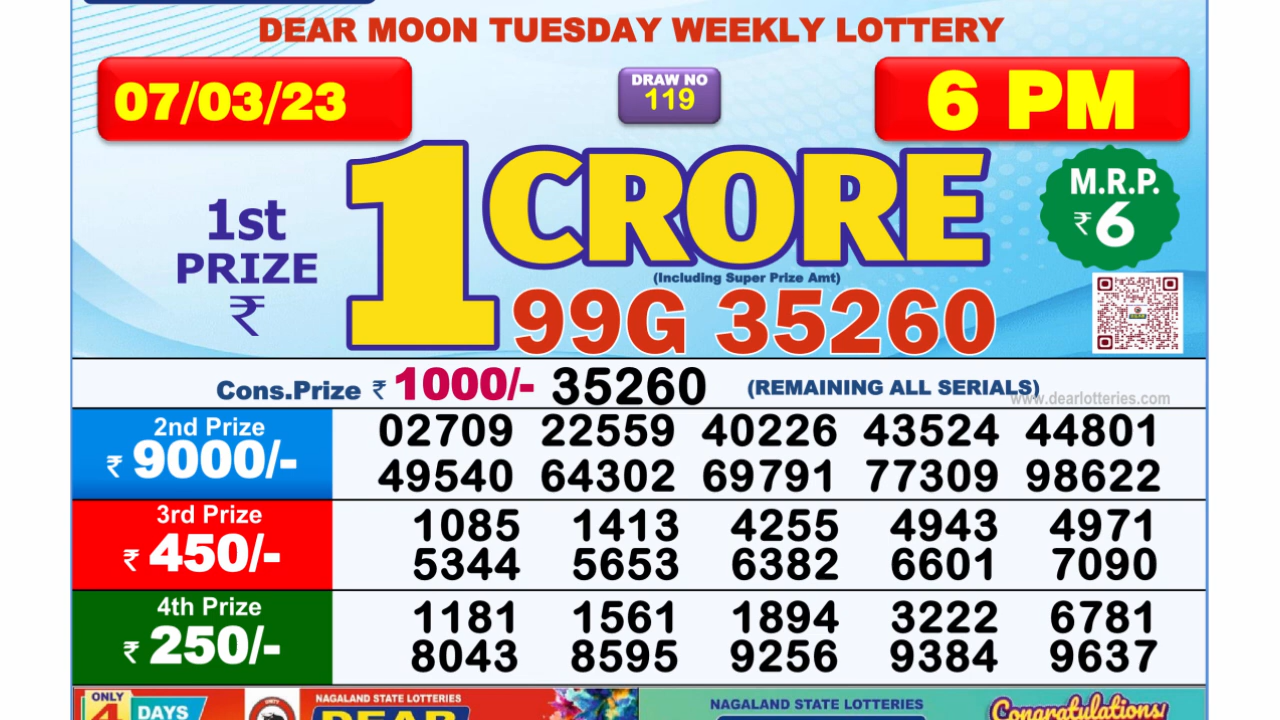 DEAR MOON TUESDAY WEEKLY LOTTERY
07/03/23
DRAW NO
119
6 PM
1st
PRIZE
₹
1 CRORE
(Including Super Prize Amt)
99G 35260
M.R.P.
₹6
Cons.Prize ₹ 1000/- 35260 (REMAINING ALL SERIALS)
www.dearlotteries.com
2nd Prize
₹ 9000/-
02709 22559 40226 43524 44801
49540 64302 69791 77309 98622
3rd Prize
₹ 450/-
1085 1413 4255 4943 4971
5344 5653 6382 6601 7090
4th Prize
₹ 250/-
1181 1561 1894 3222 6781
8043 8595 9256 9384 9637
ONLY
4 DAYS
NAGALAND STATE LOTTERIES
DEAR
NAGALAND STATE LOTTERIES
Congratulations